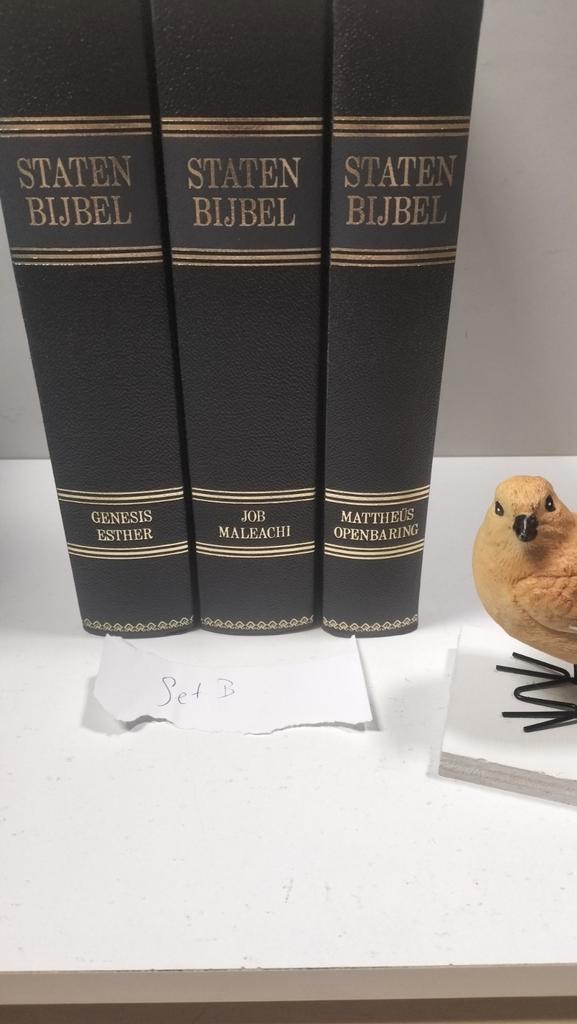 STATEN
BIJBEL
GENESIS
ESTHER
STATEN
BIJBEL
JOB
MALEACHI
STATEN
BIJBEL
MATTHEÜS
OPENBARING
Set B